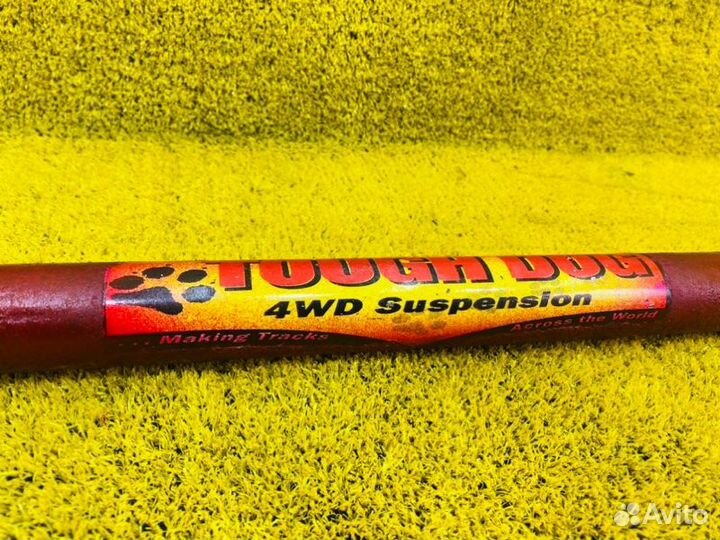 TOUGH DOG
4WD Suspension
... Making Tracks
Across the World
Avito